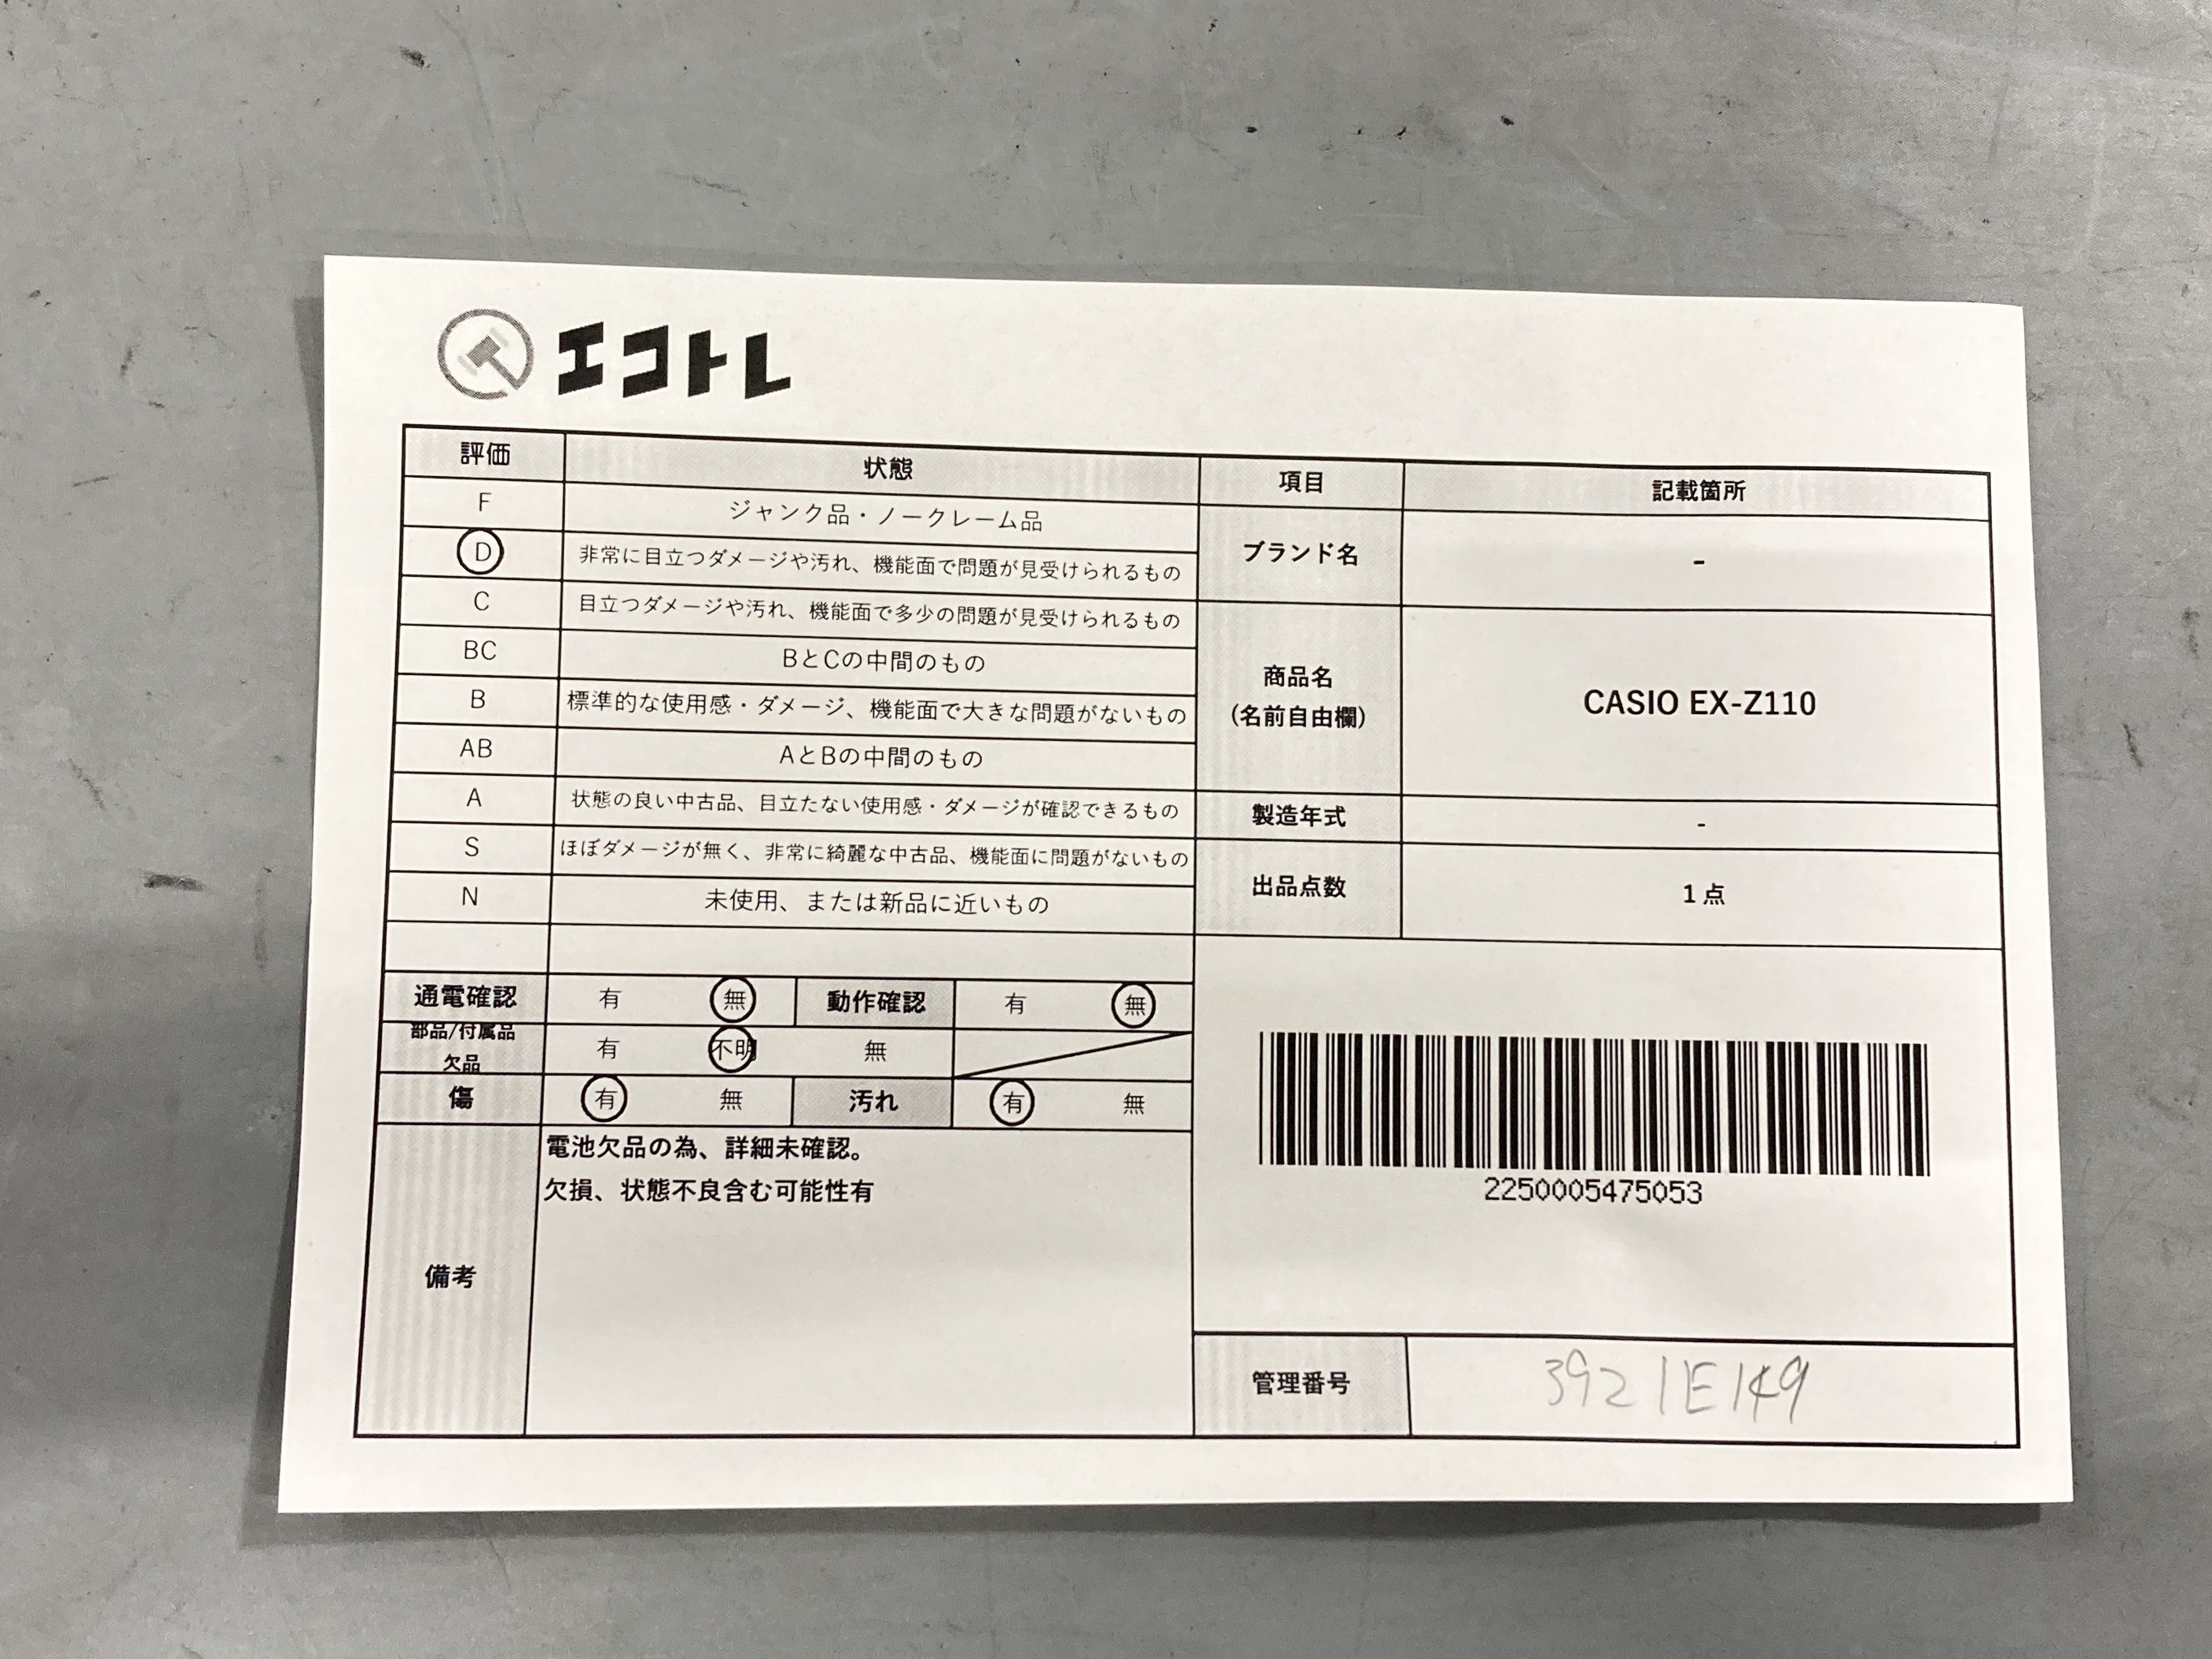 エコトレ
評価 状態 項目 記載箇所
F ジャンク品・ノークレーム品
D 非常に目立つダメージや汚れ、機能面で問題が見受けられるもの
ブランド名 -
C 目立つダメージや汚れ、機能面で多少の問題が見受けられるもの
BC BとCの中間のもの
B 標準的な使用感・ダメージ、機能面で大きな問題がないもの
商品名
(名前自由欄)
CASIO EX-Z110
AB AとBの中間のもの
A 状態の良い中古品、目立たない使用感・ダメージが確認できるもの
製造年式 -
S ほぼダメージが無く、非常に綺麗な中古品、機能面に問題がないもの
出品点数 1点
N 未使用、または新品に近いもの
通電確認 有 無 動作確認 有 無
部品/付属品
欠品
有 不明 無
傷 有 無 汚れ 有 無
備考
電池欠品の為、詳細未確認。
欠損、状態不良含む可能性有
2250005475053
管理番号 3921E149